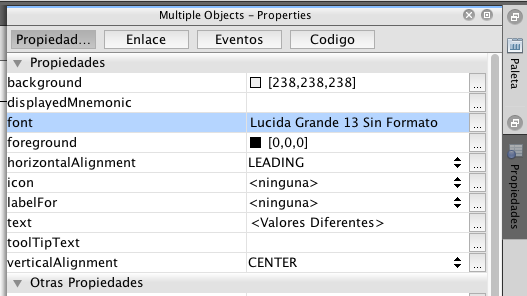 Multiple Objects - Properties
Propiedad... Enlace Eventos Codigo
Propiedades
background [238,238,238] ...
displayedMnemonic ...
font Lucida Grande 13 Sin Formato ...
foreground [0,0,0] ...
horizontalAlignment LEADING ...
icon <ninguna> ...
labelFor <ninguna> ...
text <Valores Diferentes> ...
toolTipText ...
verticalAlignment CENTER ...
Otras Propiedades
Paleta
Propiedades